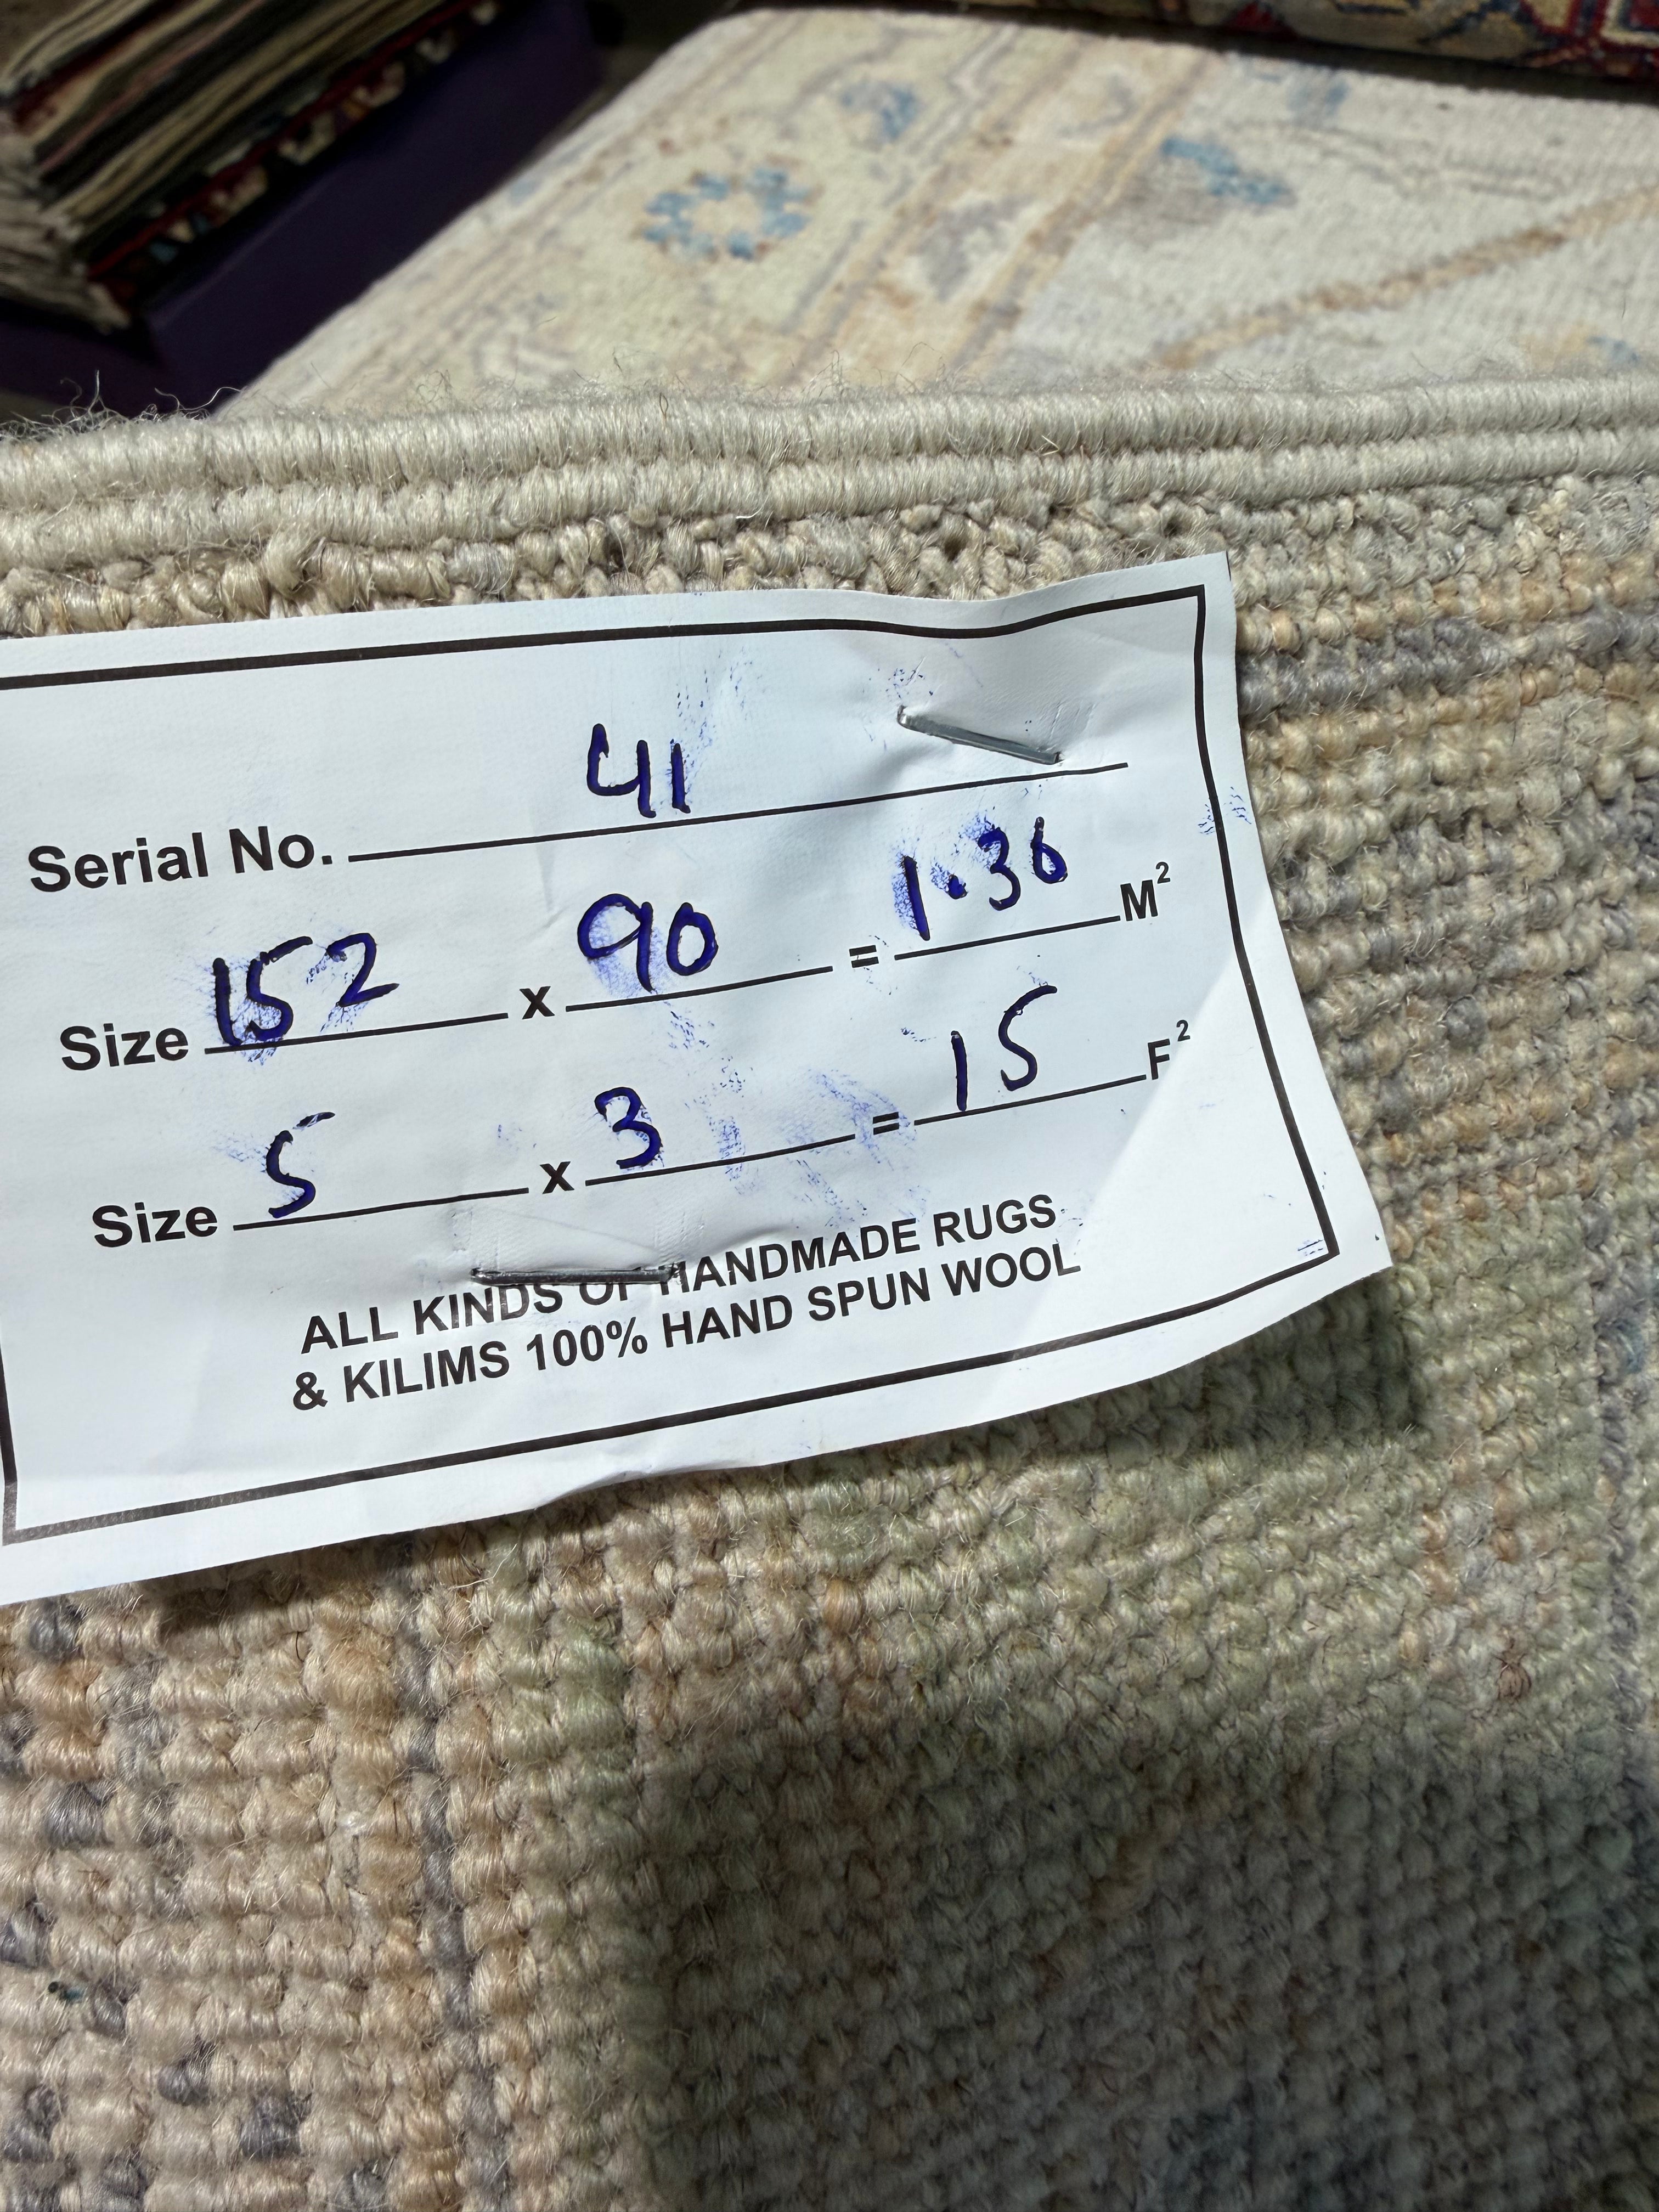 Serial No. 41
Size 152 x 90 = 1.36 M²
Size 5 x 3 = 15 F²
ALL KINDS OF HANDMADE RUGS
& KILIMS 100% HAND SPUN WOOL